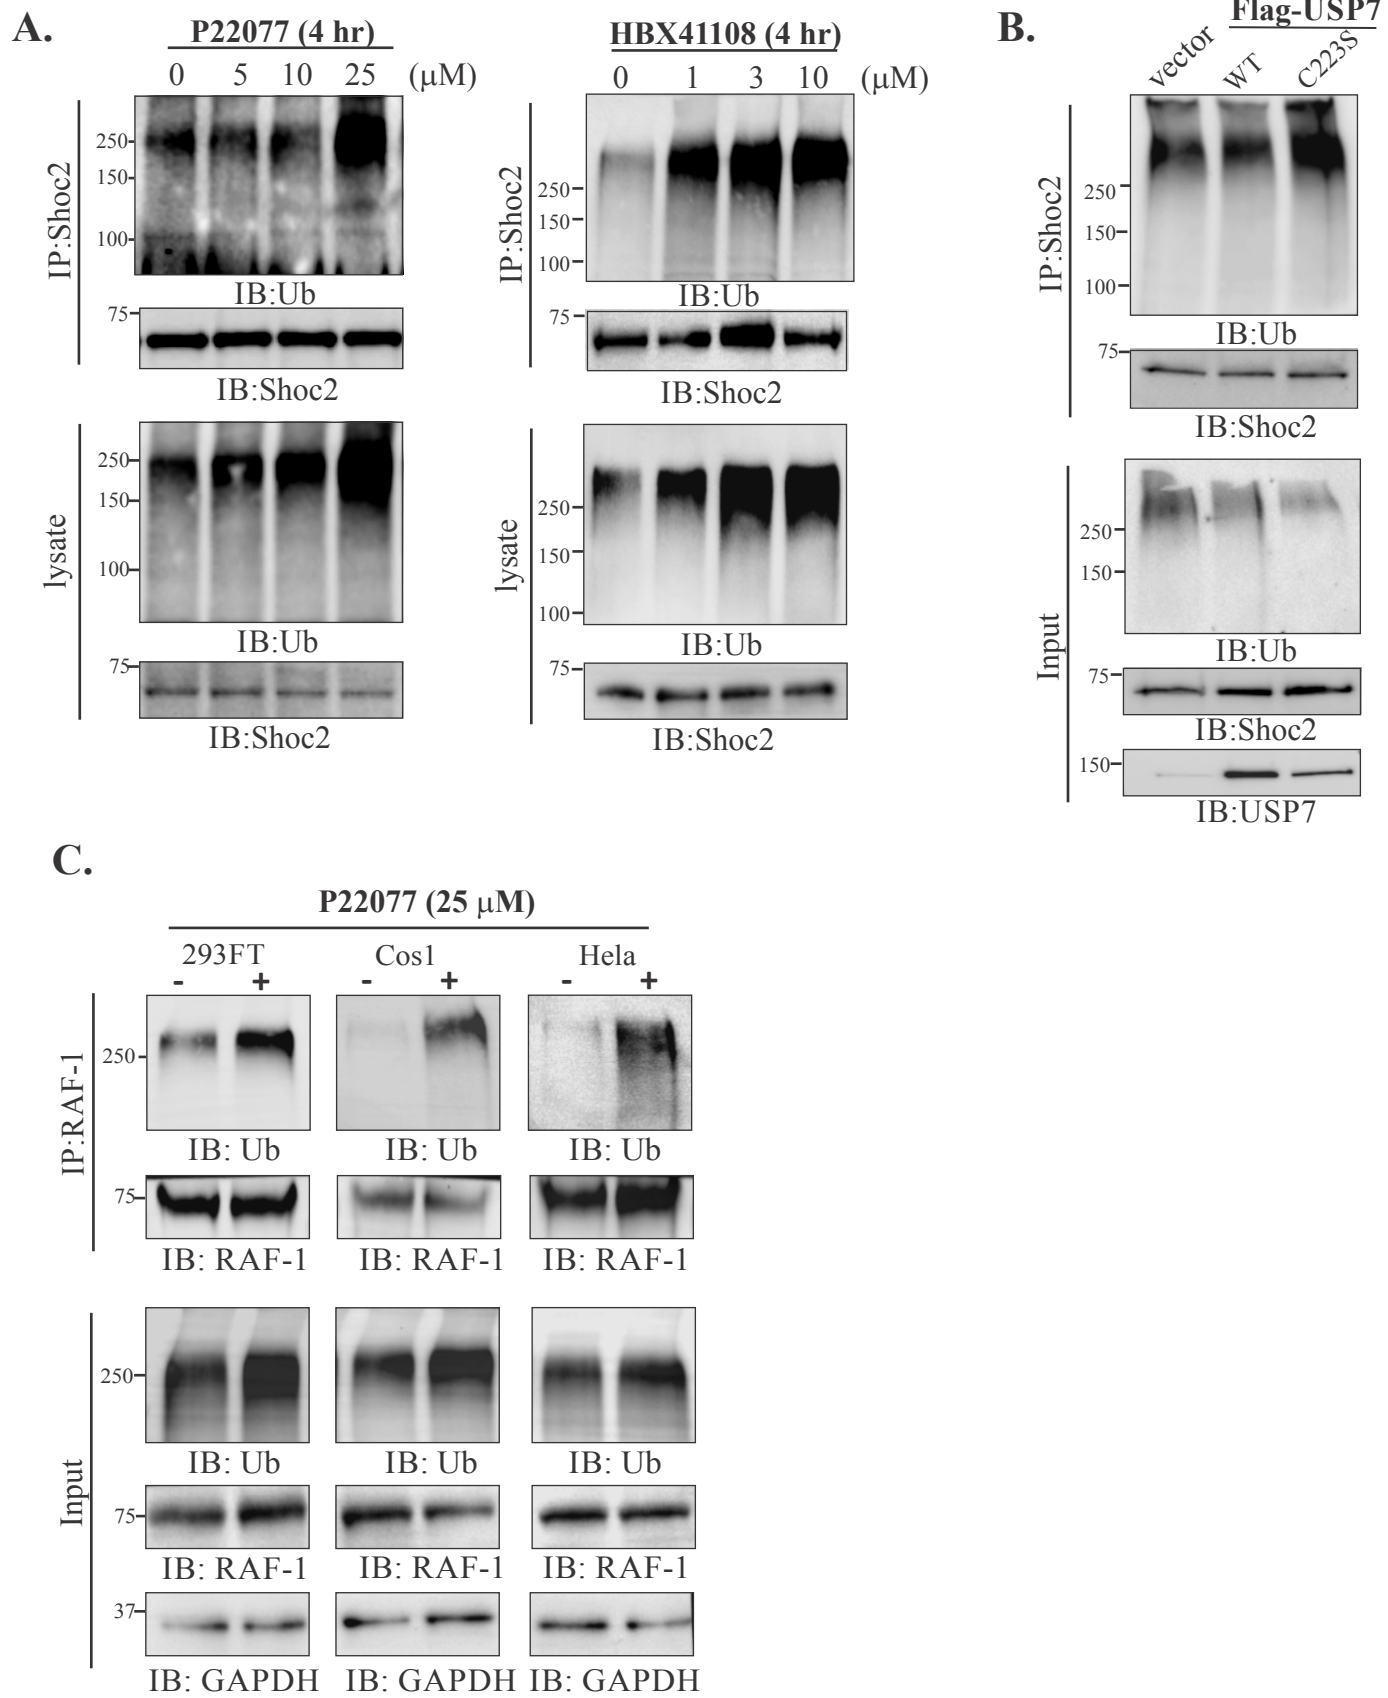 A.
P22077 (4 hr)
0 5 10 25 (μM)
IP:Shoc2
250
150
100
IB:Ub
75
IB:Shoc2
lysate
250
150
100
IB:Ub
75
IB:Shoc2
HBX41108 (4 hr)
0 1 3 10 (μM)
IP:Shoc2
250
150
100
IB:Ub
75
IB:Shoc2
lysate
250
150
100
IB:Ub
75
IB:Shoc2
B.
Flag-USP7
vector WT C223S
IP:Shoc2
250
150
100
IB:Ub
75
IB:Shoc2
Input
250
150
IB:Ub
75
IB:Shoc2
150
IB:USP7
C.
P22077 (25 μM)
293FT Cos1 Hela
- + - + - +
IP:RAF-1
250
IB: Ub IB: Ub IB: Ub
75
IB: RAF-1 IB: RAF-1 IB: RAF-1
Input
250
IB: Ub IB: Ub IB: Ub
75
IB: RAF-1 IB: RAF-1 IB: RAF-1
37
IB: GAPDH IB: GAPDH IB: GAPDH